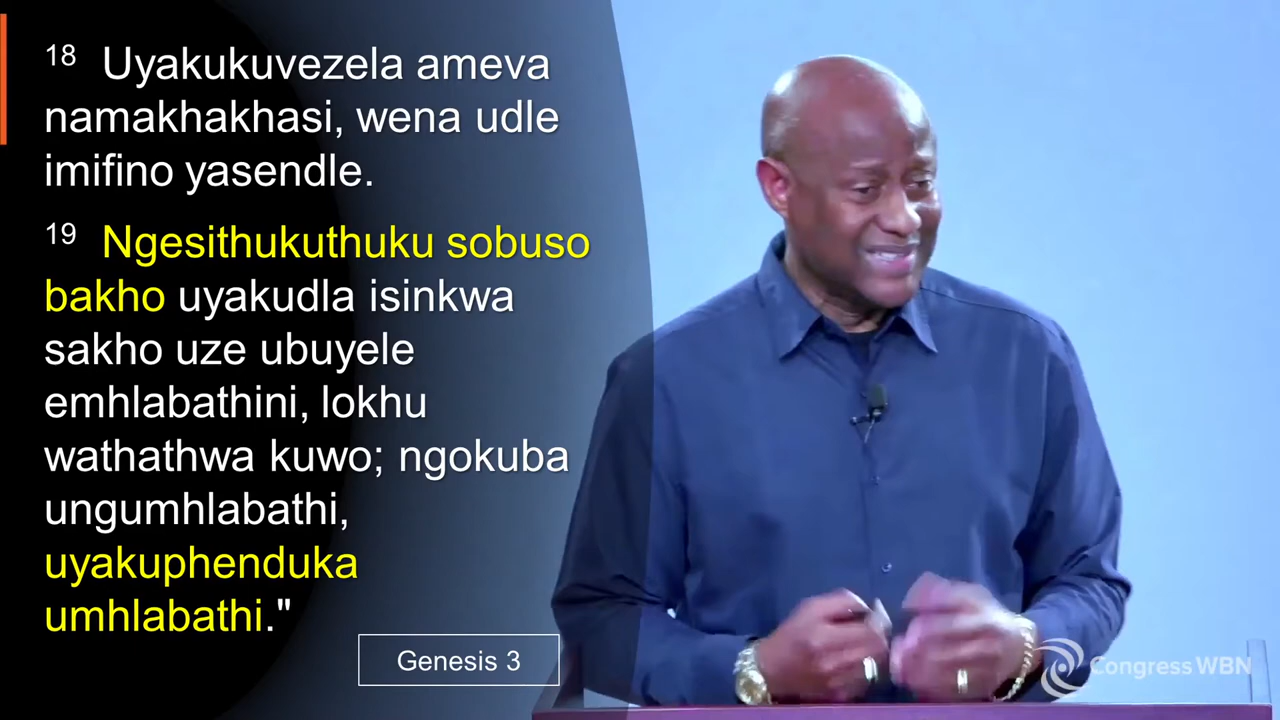 18 Uyakukuvezela ameva
namakhakhasi, wena udle
imifino yasendle.
19 Ngesithukuthuku sobuso
bakho uyakudla isinkwa
sakho uze ubuyele
emhlabathini, lokhu
wathathwa kuwo; ngokuba
ungumhlabathi,
uyakuphenduka
umhlabathi."
Genesis 3
CongressWBN